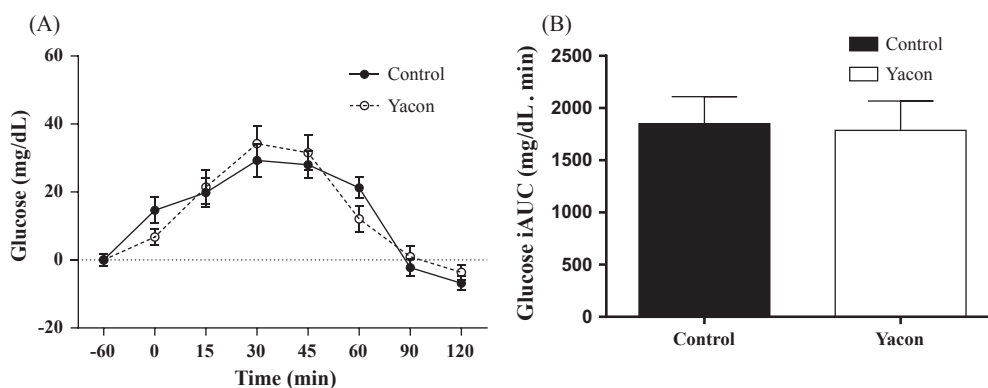 (A)
Glucose (mg/dL)
60
40
20
0
-20
Control
Yacon
-60 0 15 30 45 60 90 120
Time (min)
(B)
Glucose iAUC (mg/dL. min)
2500
2000
1500
1000
500
0
Control
Yacon
Control Yacon